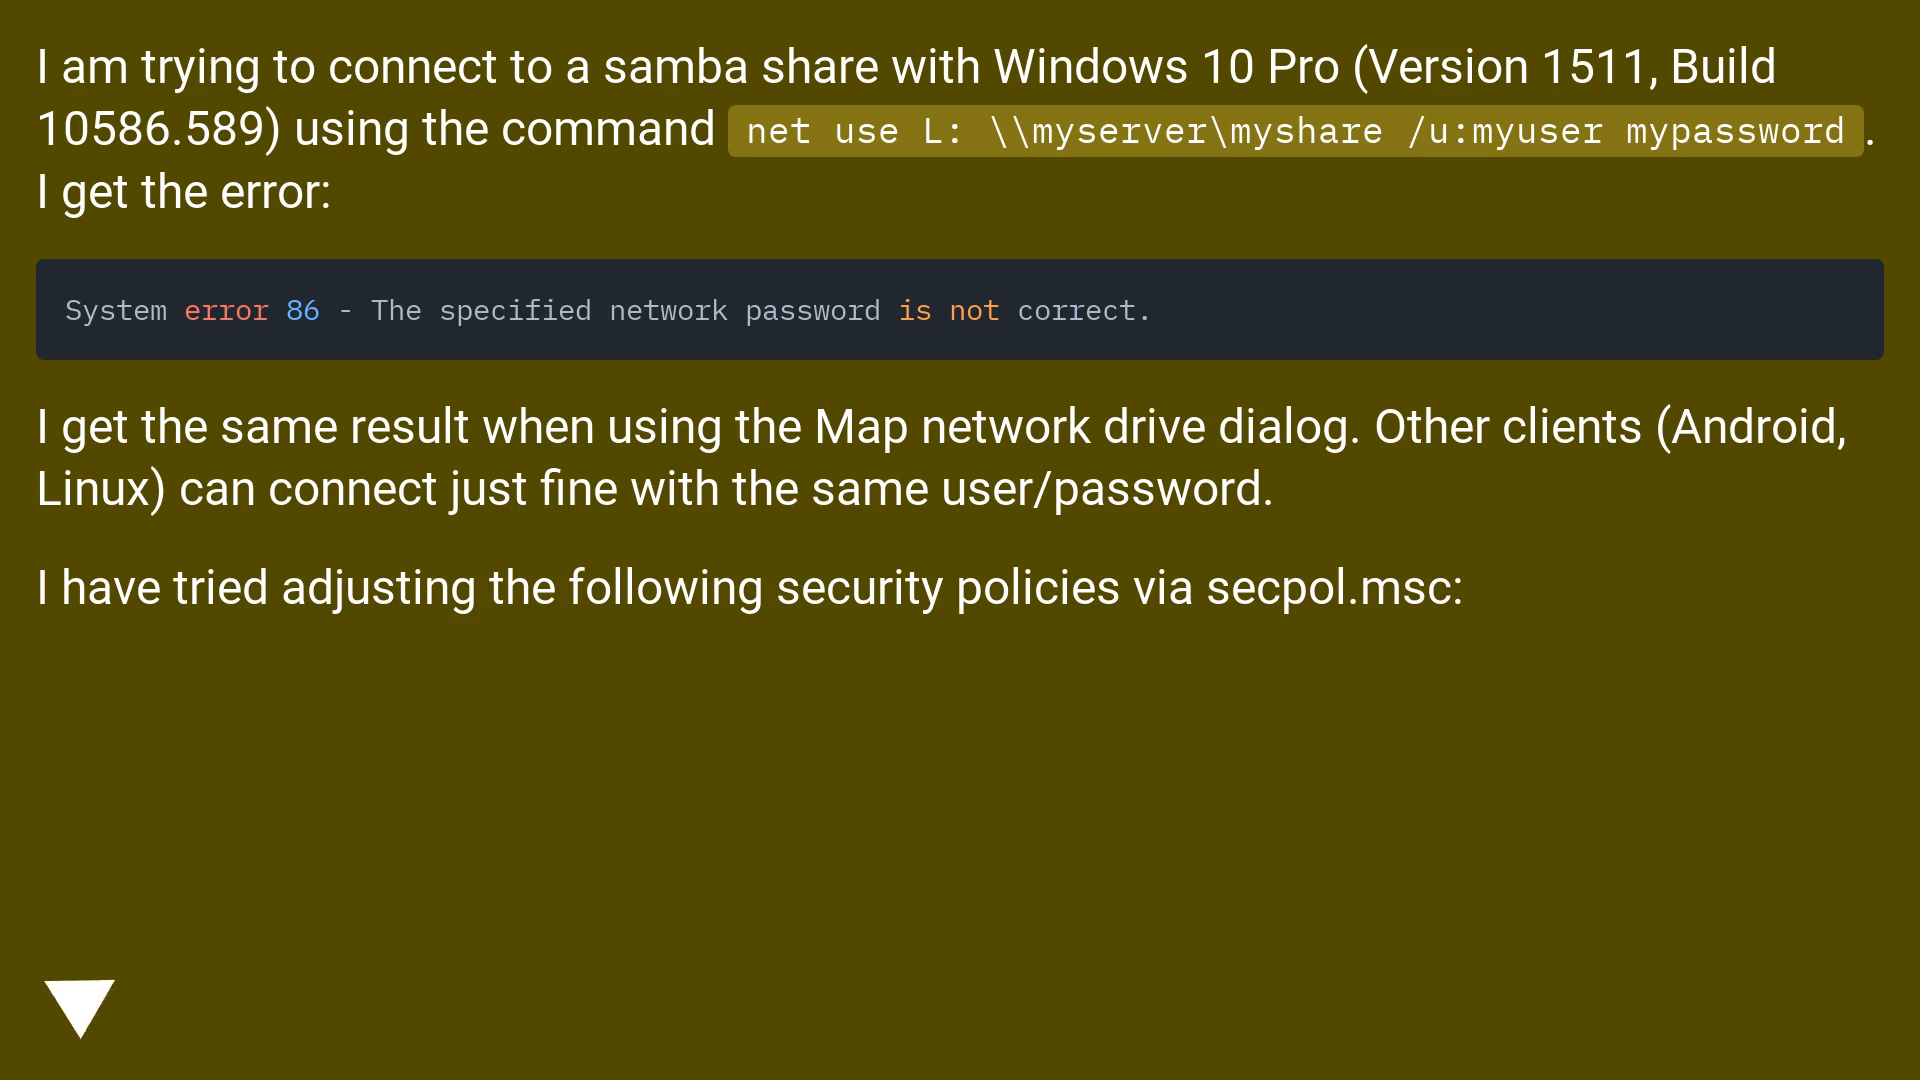 I am trying to connect to a samba share with Windows 10 Pro (Version 1511, Build
10586.589) using the command net use L: \\myserver\myshare /u:myuser mypassword .
I get the error:
System error 86 - The specified network password is not correct.
I get the same result when using the Map network drive dialog. Other clients (Android,
Linux) can connect just fine with the same user/password.
I have tried adjusting the following security policies via secpol.msc: